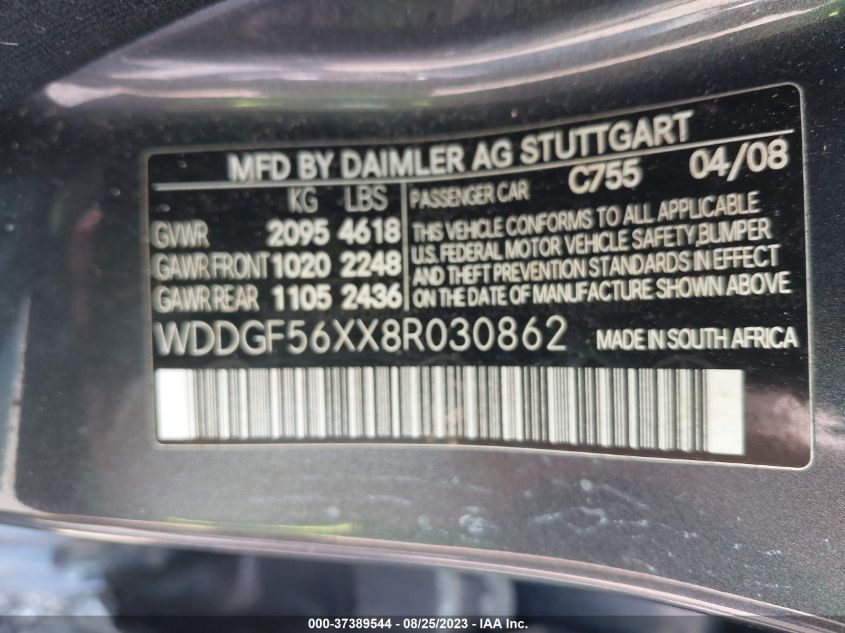 MFD BY DAIMLER AG STUTTGART
C755 04/08
KG LBS
GVWR 2095 4618
GAWR FRONT 1020 2248
GAWR REAR 1105 2436
PASSENGER CAR
THIS VEHICLE CONFORMS TO ALL APPLICABLE
U.S. FEDERAL MOTOR VEHICLE SAFETY,BUMPER
AND THEFT PREVENTION STANDARDS IN EFFECT
ON THE DATE OF MANUFACTURE SHOWN ABOVE
WDDGF56XX8R030862 MADE IN SOUTH AFRICA
000-37389544 - 08/25/2023 - IAA Inc.